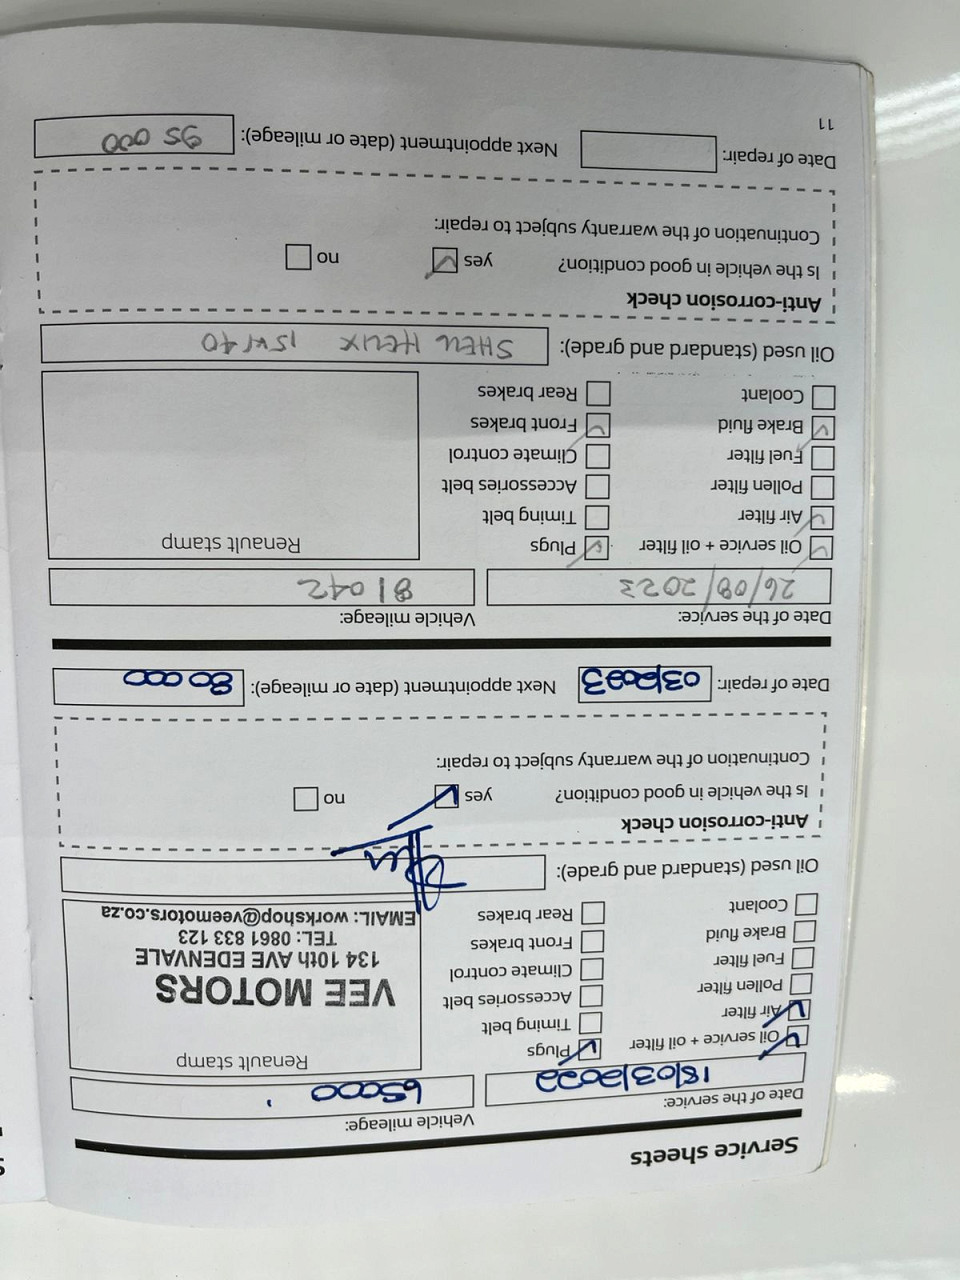 Service sheets
Date of the service: Vehicle mileage:
18/03/2022 65000
Oil service + oil filter Plugs Renault stamp
Air filter Timing belt
Pollen filter Accessories belt
Fuel filter Climate control
Brake fluid Front brakes
Coolant Rear brakes
VEE MOTORS
134 10th AVE EDENVALE
TEL: 0861 833 123
EMAIL: workshop@veemotors.co.za
Oil used (standard and grade):
Anti-corrosion check
Is the vehicle in good condition? yes no
Continuation of the warranty subject to repair:
Date of repair: 03/2023 Next appointment (date or mileage): 80 000
Date of the service: Vehicle mileage:
26/08/2023 81 042
Oil service + oil filter Plugs Renault stamp
Air filter Timing belt
Pollen filter Accessories belt
Fuel filter Climate control
Brake fluid Front brakes
Coolant Rear brakes
Oil used (standard and grade): SHELL HELIX 15W40
Anti-corrosion check
Is the vehicle in good condition? yes no
Continuation of the warranty subject to repair:
Date of repair: Next appointment (date or mileage): 95 000
11